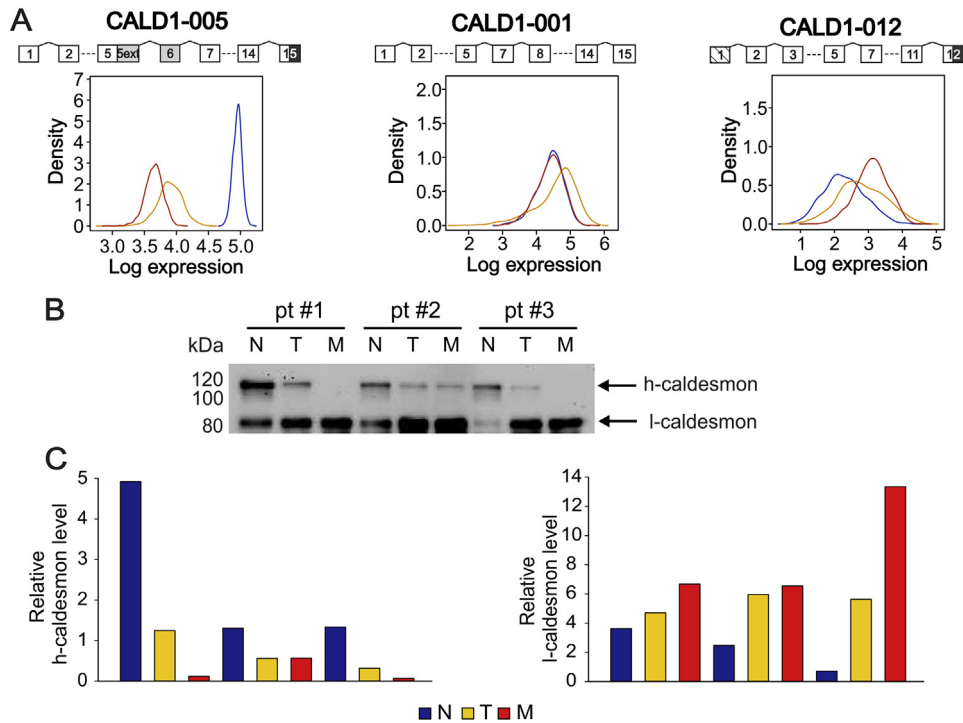 A
CALD1-005 CALD1-001 CALD1-012
1 2 5 5ext 6 7 14 15
1 2 5 7 8 14 15
1 2 3 5 7 11 12
Density
7
6
5
4
3
2
1
0
3.0 3.5 4.0 4.5 5.0
Log expression
Density
2.0
1.5
1.0
0.5
0.0
2 3 4 5 6
Log expression
Density
2.0
1.5
1.0
0.5
0.0
1 2 3 4 5
Log expression
B
pt #1 pt #2 pt #3
kDa N T M N T M N T M
120
100
80
h-caldesmon
l-caldesmon
C
Relative
h-caldesmon level
5
4
3
2
1
0
Relative
l-caldesmon level
14
12
10
8
6
4
2
0
N T M